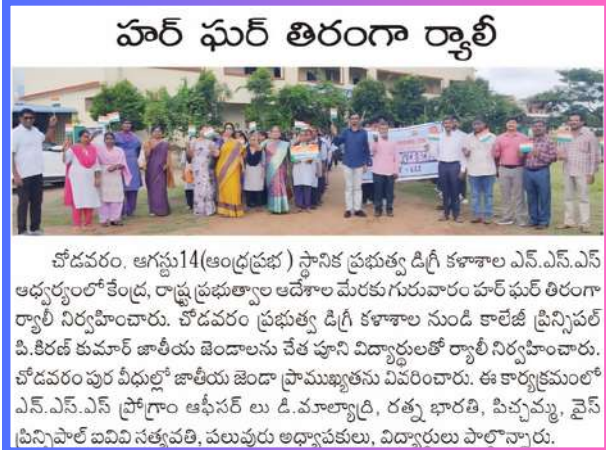 హర్ ఘర్ తిరంగా ర్యాలీ
చోడవరం, ఆగస్టు14(ఆంధ్రప్రభ ) స్థానిక ప్రభుత్వ డిగ్రీ కళాశాల ఎన్.ఎస్.ఎస్
ఆధ్వర్యంలో కేంద్ర, రాష్ట్ర ప్రభుత్వాల ఆదేశాల మేరకు గురువారం హర్ ఘర్ తిరంగా
ర్యాలీ నిర్వహించారు. చోడవరం ప్రభుత్వ డిగ్రీ కళాశాల నుండి కాలేజీ ప్రిన్సిపల్
పి.కిరణ్ కుమార్ జాతీయ జెండాలను చేత పూని విద్యార్థులతో ర్యాలీ నిర్వహించారు.
చోడవరం పుర వీధుల్లో జాతీయ జెండా ప్రాముఖ్యతను వివరించారు. ఈ కార్యక్రమంలో
ఎన్.ఎస్.ఎస్ ప్రోగ్రాం ఆఫీసర్ లు డి.మాల్యాద్రి, రత్న భారతి, పిచ్చమ్మ, వైస్
ప్రిన్సిపాల్ ఐవివి సత్యవతి, పలువురు అధ్యాపకులు, విద్యార్థులు పాల్గొన్నారు.